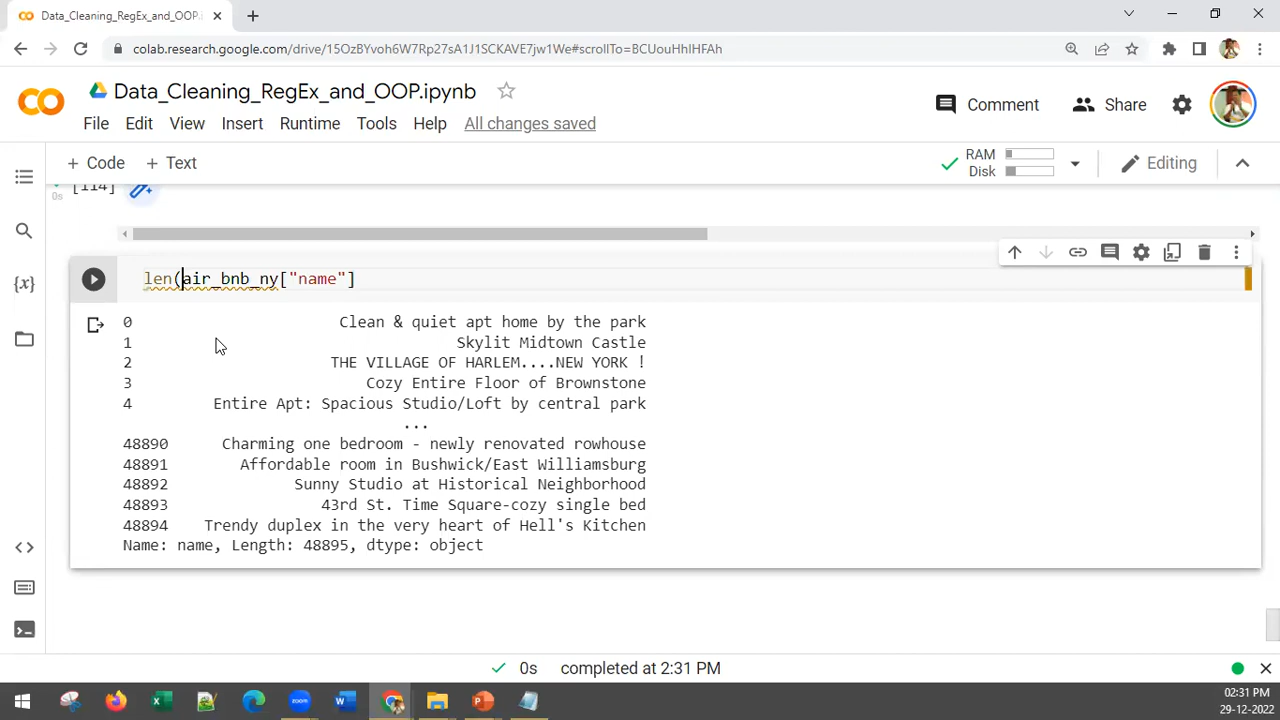 Data_Cleaning_RegEx_and_OOP.i
colab.research.google.com/drive/15OzBYvoh6W7Rp27sA1J1SCKAVE7jw1We#scrollTo=BCUouHhIHFAh
Data_Cleaning_RegEx_and_OOP.ipynb
File Edit View Insert Runtime Tools Help All changes saved
Comment Share
+ Code + Text
RAM
Disk
Editing
[114]
0s
{x}
len(air_bnb_ny["name"]
0 Clean & quiet apt home by the park
1 Skylit Midtown Castle
2 THE VILLAGE OF HARLEM....NEW YORK !
3 Cozy Entire Floor of Brownstone
4 Entire Apt: Spacious Studio/Loft by central park
...
48890 Charming one bedroom - newly renovated rowhouse
48891 Affordable room in Bushwick/East Williamsburg
48892 Sunny Studio at Historical Neighborhood
48893 43rd St. Time Square-cozy single bed
48894 Trendy duplex in the very heart of Hell's Kitchen
Name: name, Length: 48895, dtype: object
0s completed at 2:31 PM
zoom
02:31 PM
29-12-2022